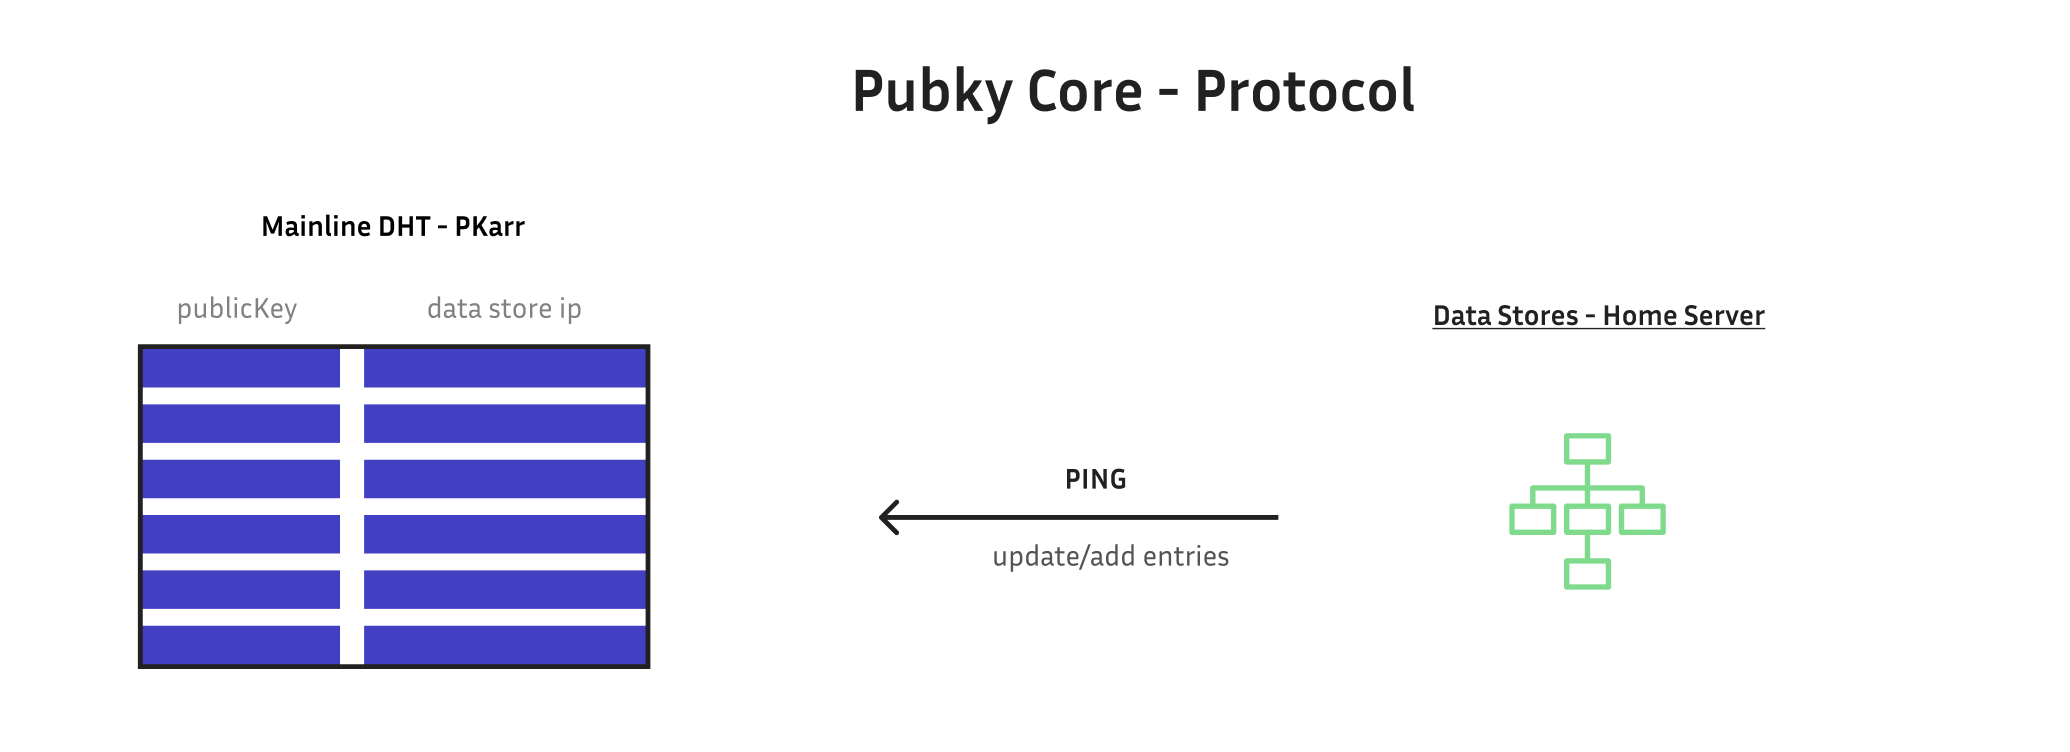 Pubky Core - Protocol
Mainline DHT - PKarr
publicKey
data store ip
Data Stores - Home Server
PING
update/add entries